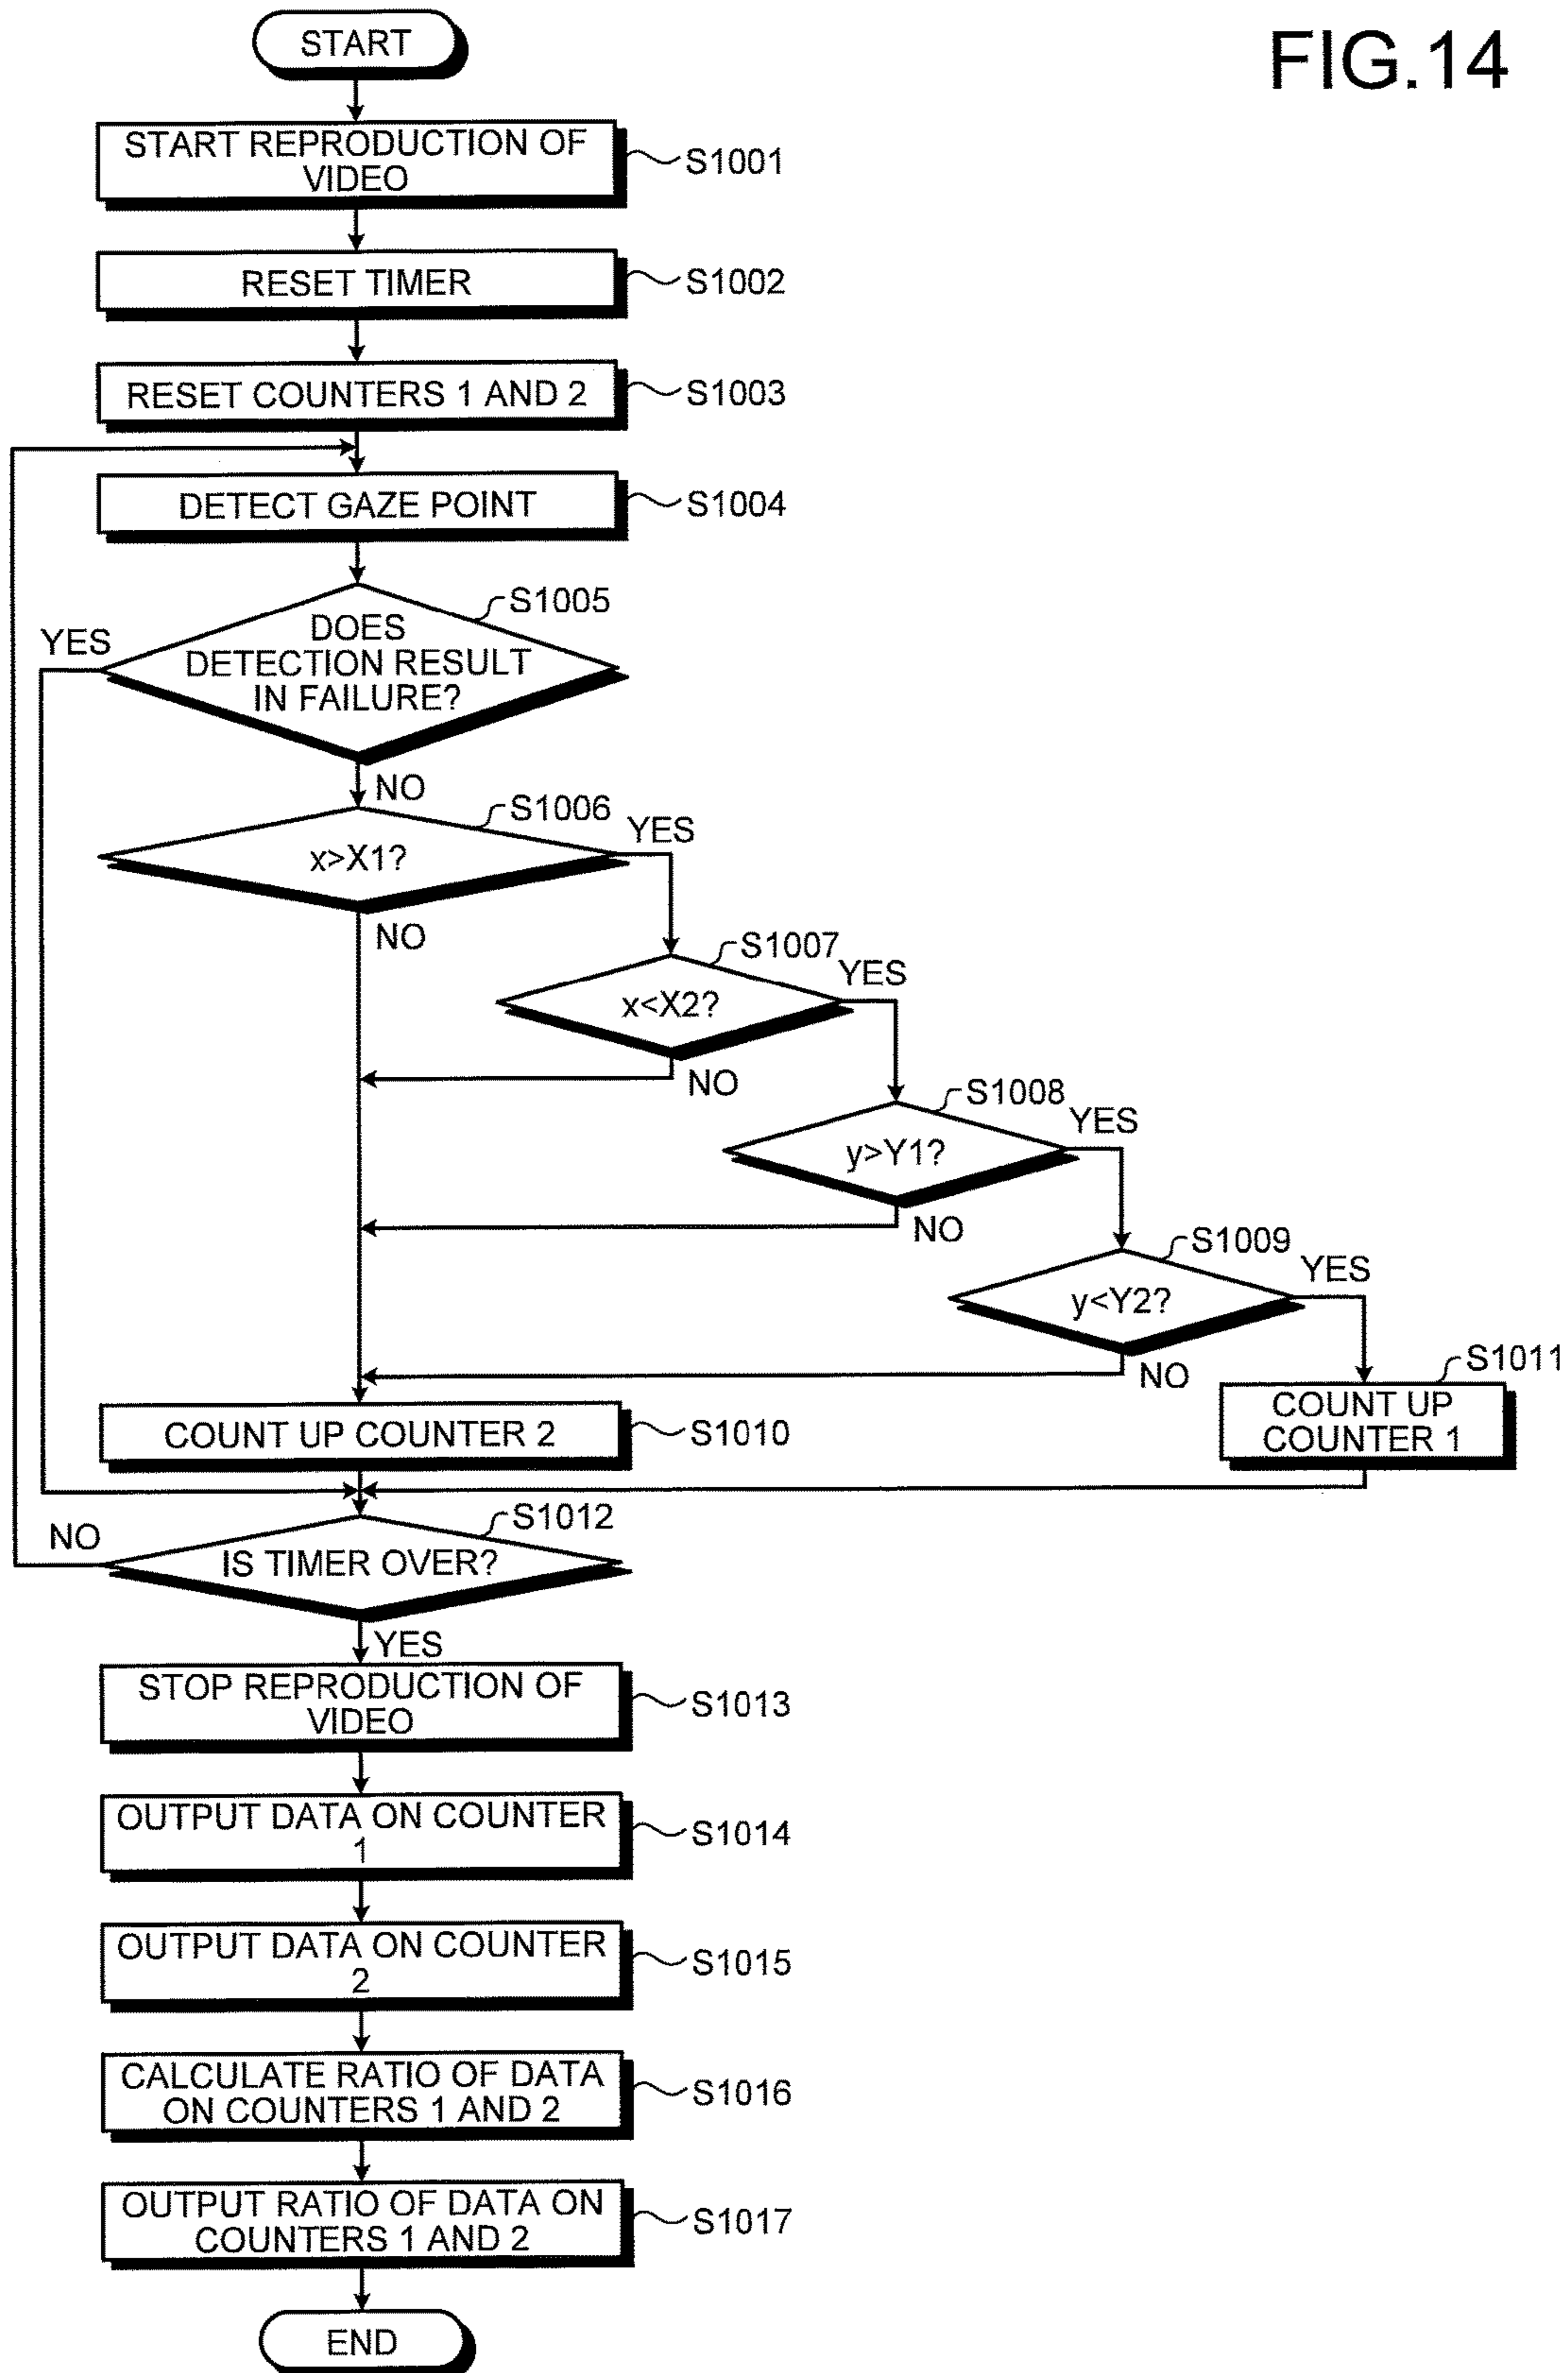 FIG.14
START
START REPRODUCTION OF
VIDEO
S1001
RESET TIMER
S1002
RESET COUNTERS 1 AND 2
S1003
DETECT GAZE POINT
S1004
S1005
YES
DOES
DETECTION RESULT
IN FAILURE?
NO
S1006
YES
x>X1?
NO
S1007
YES
x<X2?
NO
S1008
YES
y>Y1?
NO
S1009
YES
y<Y2?
NO
S1011
COUNT UP
COUNTER 1
COUNT UP COUNTER 2
S1010
S1012
NO
IS TIMER OVER?
YES
STOP REPRODUCTION OF
VIDEO
S1013
OUTPUT DATA ON COUNTER
1
S1014
OUTPUT DATA ON COUNTER
2
S1015
CALCULATE RATIO OF DATA
ON COUNTERS 1 AND 2
S1016
OUTPUT RATIO OF DATA ON
COUNTERS 1 AND 2
S1017
END